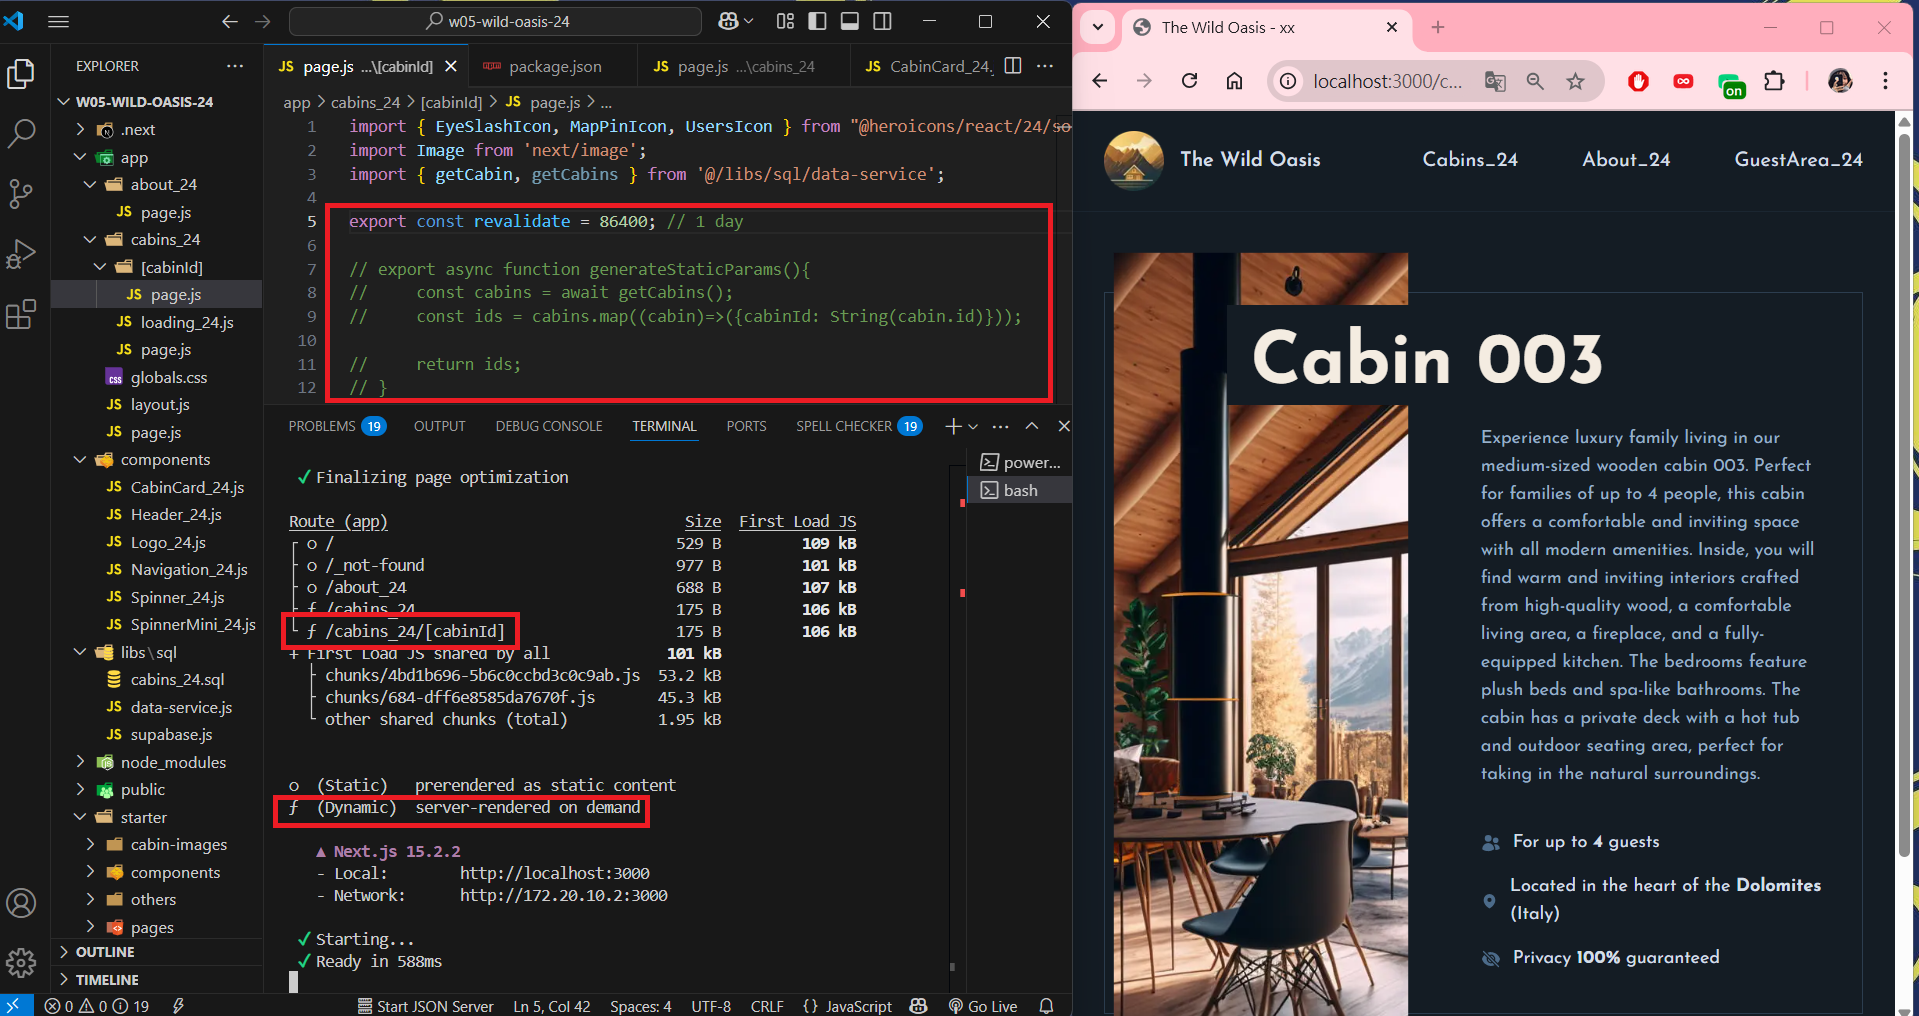 w05-wild-oasis-24
EXPLORER
W05-WILD-OASIS-24
.next
app
about_24
JS page.js
cabins_24
[cabinId]
JS page.js
JS loading_24.js
JS page.js
css globals.css
JS layout.js
JS page.js
components
JS CabinCard_24.js
JS Header_24.js
JS Logo_24.js
JS Navigation_24.js
JS Spinner_24.js
JS SpinnerMini_24.js
libs\sql
cabins_24.sql
JS data-service.js
JS supabase.js
node_modules
public
starter
cabin-images
components
others
pages
OUTLINE
TIMELINE
JS page.js ...\[cabinId]
package.json
JS page.js ...\cabins_24
JS CabinCard_24.
app > cabins_24 > [cabinId] > JS page.js > ...
1 import { EyeSlashIcon, MapPinIcon, UsersIcon } from "@heroicons/react/24/so
2 import Image from 'next/image';
3 import { getCabin, getCabins } from '@/libs/sql/data-service';
4
5 export const revalidate = 86400; // 1 day
6
7 // export async function generateStaticParams(){
8 // const cabins = await getCabins();
9 // const ids = cabins.map((cabin)=>({cabinId: String(cabin.id)}));
10
11 // return ids;
12 // }
PROBLEMS 19 OUTPUT DEBUG CONSOLE TERMINAL PORTS SPELL CHECKER 19
power...
bash
✓ Finalizing page optimization
Route (app) Size First Load JS
┌ ○ / 529 B 109 kB
├ ○ /_not-found 977 B 101 kB
├ ○ /about_24 688 B 107 kB
├ ƒ /cabins_24 175 B 106 kB
└ ƒ /cabins_24/[cabinId] 175 B 106 kB
+ First Load JS shared by all 101 kB
├ chunks/4bd1b696-5b6c0ccbd3c0c9ab.js 53.2 kB
├ chunks/684-dff6e8585da7670f.js 45.3 kB
└ other shared chunks (total) 1.95 kB
○ (Static) prerendered as static content
ƒ (Dynamic) server-rendered on demand
▲ Next.js 15.2.2
- Local: http://localhost:3000
- Network: http://172.20.10.2:3000
✓ Starting...
✓ Ready in 588ms
0 0 19 Start JSON Server Ln 5, Col 42 Spaces: 4 UTF-8 CRLF {} JavaScript Go Live
The Wild Oasis - xx
localhost:3000/c...
on
The Wild Oasis
Cabins_24
About_24
GuestArea_24
Cabin 003
Experience luxury family living in our
medium-sized wooden cabin 003. Perfect
for families of up to 4 people, this cabin
offers a comfortable and inviting space
with all modern amenities. Inside, you will
find warm and inviting interiors crafted
from high-quality wood, a comfortable
living area, a fireplace, and a fully-
equipped kitchen. The bedrooms feature
plush beds and spa-like bathrooms. The
cabin has a private deck with a hot tub
and outdoor seating area, perfect for
taking in the natural surroundings.
For up to 4 guests
Located in the heart of the Dolomites
(Italy)
Privacy 100% guaranteed